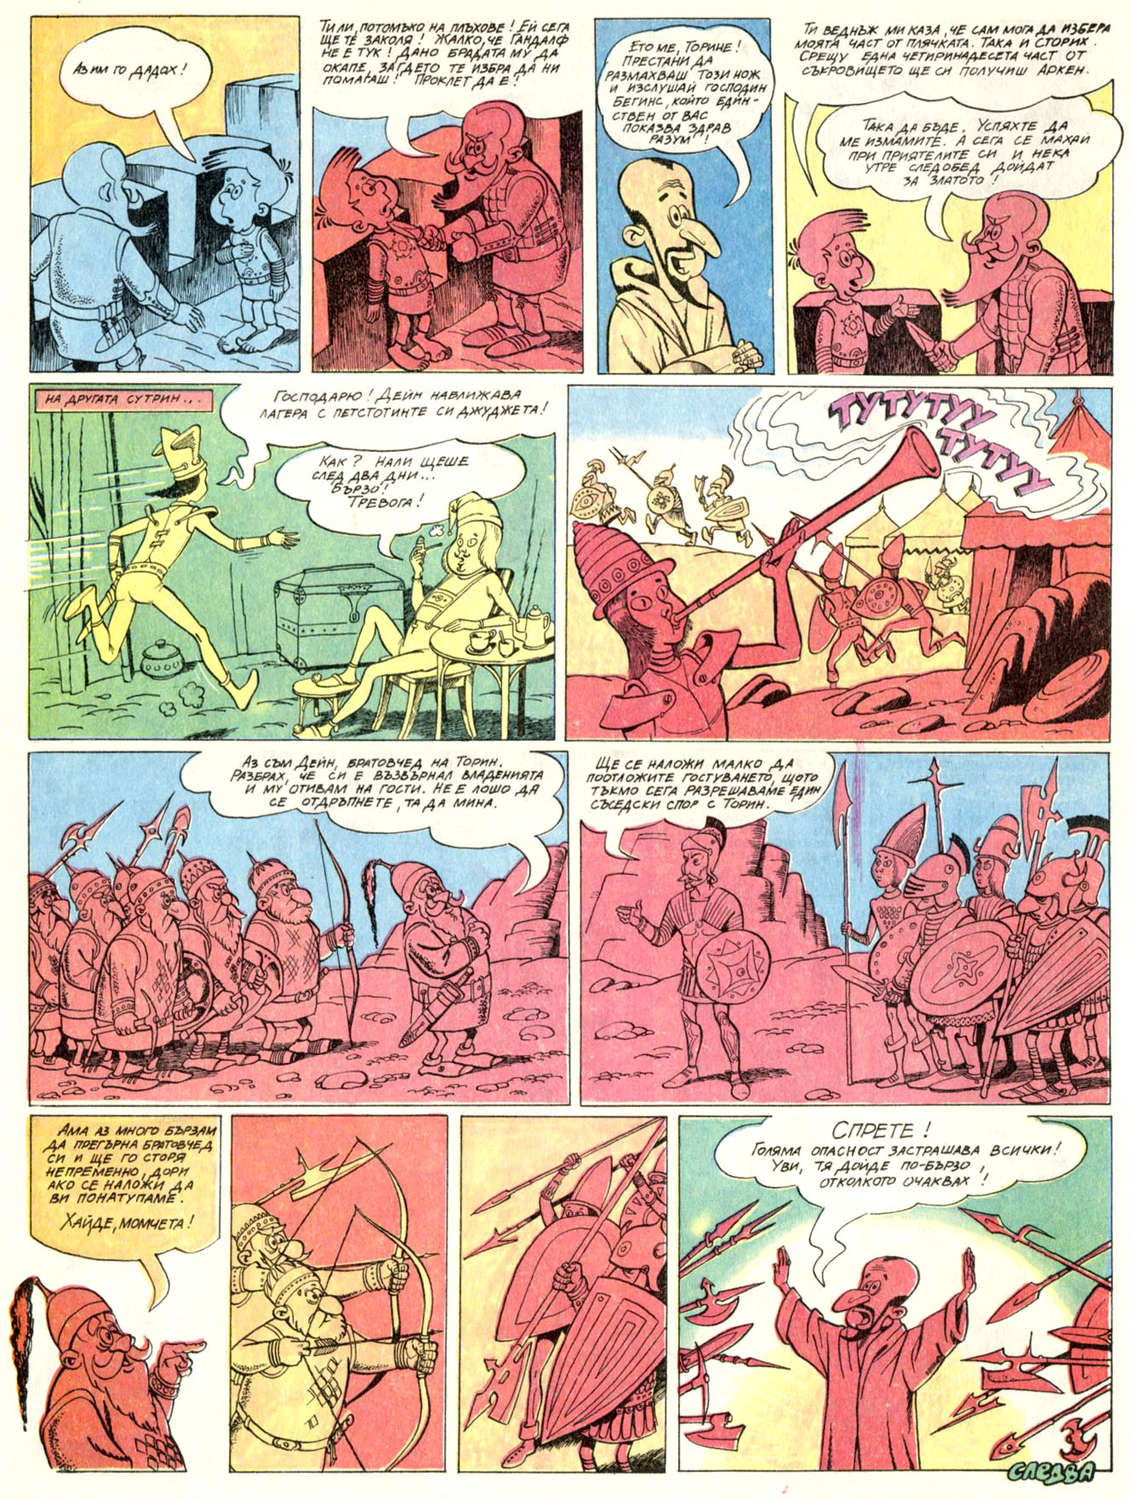 Аз им го дадох!
Ти ли, потомъко на плъхове! Ей сега
ще те заколя! Жалко, че Гандалф
не е тук! Дано брадата му да
окапе, загдето те избра да ни
помагаш! Проклет да е!
Ето ме, Торине!
Престани да
размахваш този нож
и изслушай господин
Бегинс, който един-
ствен от вас
показва здрав
разум!
Ти веднъж ми каза, че сам мога да избера
моята част от плячката. Така и сторих.
Срещу една четиринадесета част от
съкровището ще си получиш Аркен.
Така да бъде. Успяхте да
ме измамите. А сега се махай
при приятелите си и нека
утре следобед дойдат
за златото!
На другата сутрин...
Господарю! Дейн наближава
лагера с петстотинте си джуджета!
Как? Нали щеше
след два дни...
Бързо!
Тревога!
ТУТУТУУ
ТУТУУ
Аз съм Дейн, братовчед на Торин.
Разбрах, че си е възвърнал владенията
и му отивам на гости. Не е лошо да
се отдръпнете, та да мина.
Ще се наложи малко да
поотложите гостуването, щото
тъкмо сега разрешаваме един
съседски спор с Торин.
Ама аз много бързам
да прегърна братовчед
си и ще го сторя
непременно, дори
ако се наложи да
ви понатупаме.
Хайде, момчета!
Спрете!
Голяма опасност застрашава всички!
Уви, тя дойде по-бързо,
отколкото очаквах!
СЛЕДВА